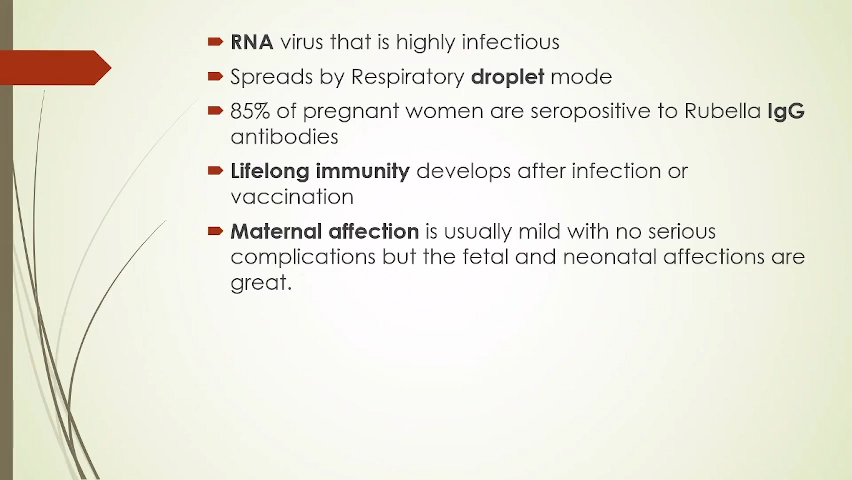 RNA virus that is highly infectious
Spreads by Respiratory droplet mode
85% of pregnant women are seropositive to Rubella IgG
antibodies
Lifelong immunity develops after infection or
vaccination
Maternal affection is usually mild with no serious
complications but the fetal and neonatal affections are
great.